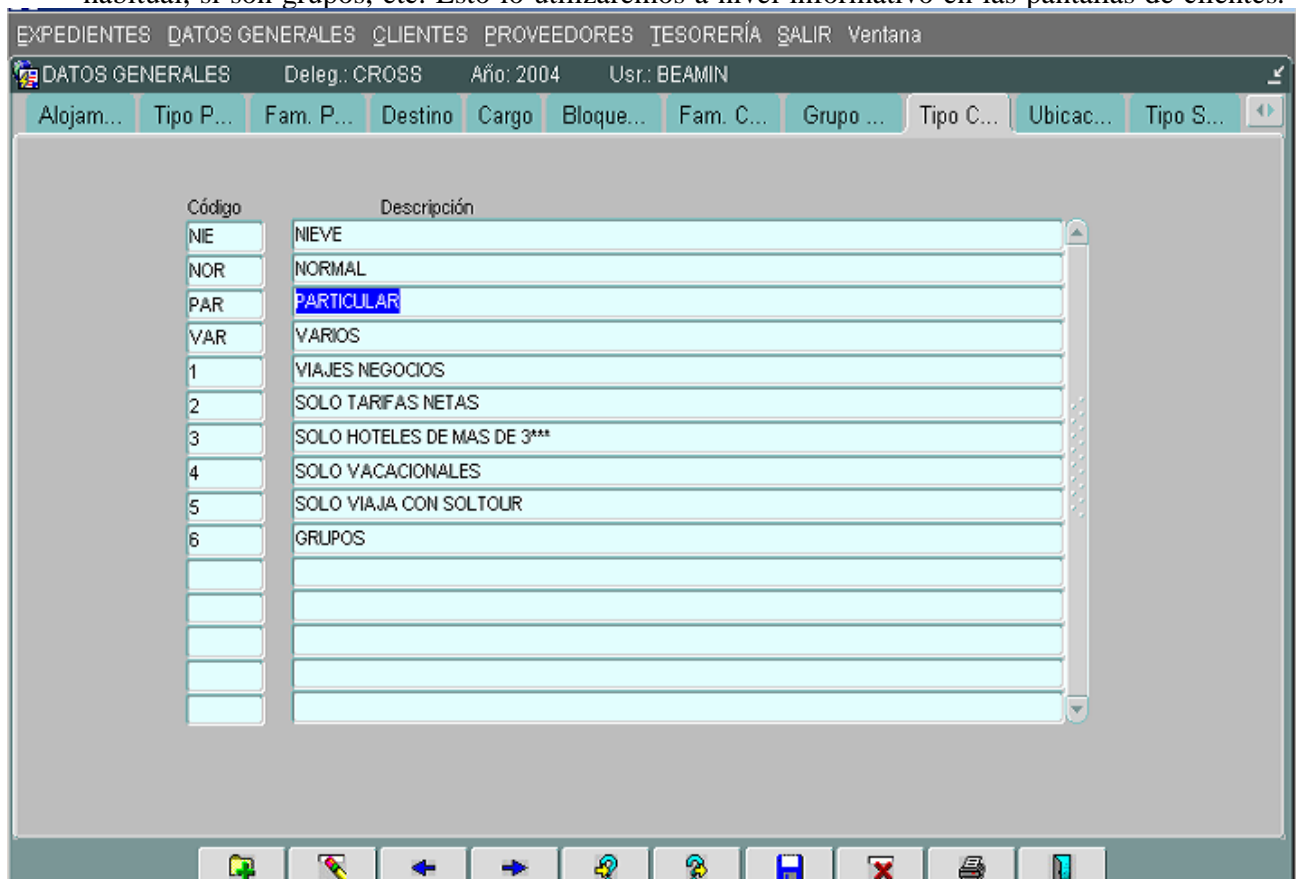 habitual, si son grupos, etc. Esto lo utilizaremos a nivel informativo en las pantallas de clientes.
EXPEDIENTES DATOS GENERALES CLIENTES PROVEEDORES TESORERÍA SALIR Ventana
DATOS GENERALES Deleg.: CROSS Año: 2004 Usr.: BEAMIN
Alojam... Tipo P... Fam. P... Destino Cargo Bloque... Fam. C... Grupo ... Tipo C... Ubicac... Tipo S...
Código Descripción
NIE NIEVE
NOR NORMAL
PAR PARTICULAR
VAR VARIOS
1 VIAJES NEGOCIOS
2 SOLO TARIFAS NETAS
3 SOLO HOTELES DE MAS DE 3***
4 SOLO VACACIONALES
5 SOLO VIAJA CON SOLTOUR
6 GRUPOS